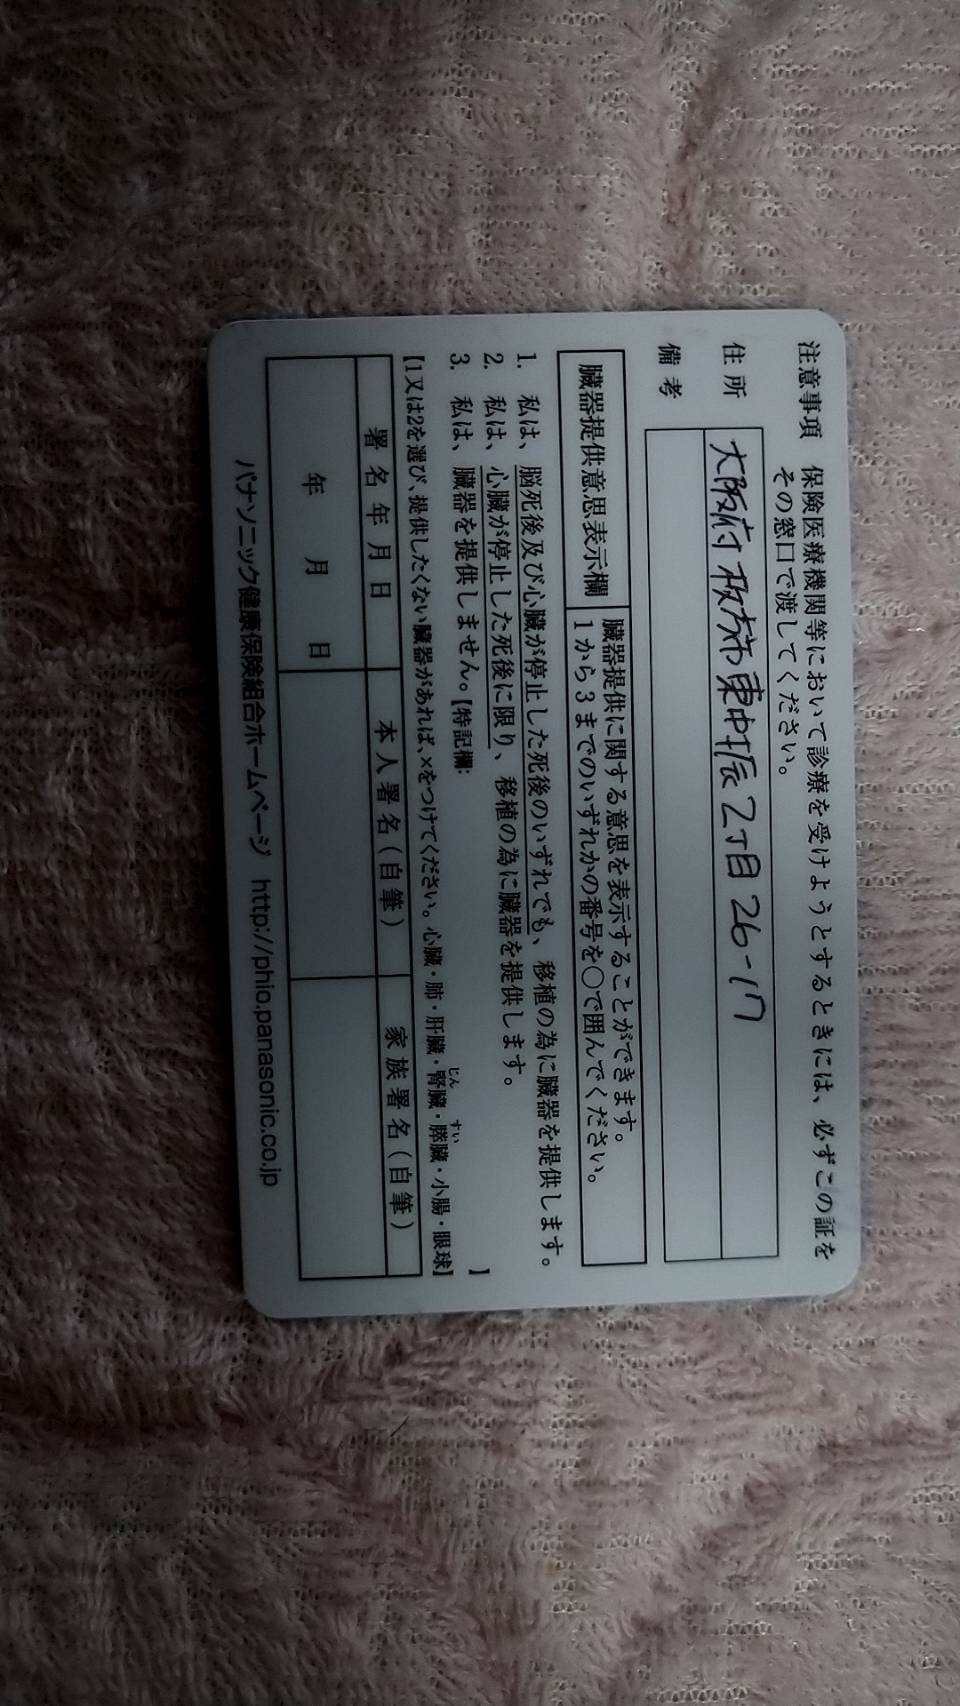 注意事項 保険医療機関等において診療を受けようとするときには、必ずこの証を
その窓口で渡してください。
住所 大阪府枚方市東中振2丁目26-17
備考
臓器提供意思表示欄
臓器提供に関する意思を表示することができます。
1から3までのいずれかの番号を○で囲んでください。
1. 私は、脳死後及び心臓が停止した死後のいずれでも、移植の為に臓器を提供します。
2. 私は、心臓が停止した死後に限り、移植の為に臓器を提供します。
3. 私は、臓器を提供しません。【特記欄: 】
【1又は2を選び、提供したくない臓器があれば、×をつけてください。心臓・肺・肝臓・腎臓・膵臓・小腸・眼球】
じん すい
署名年月日 本人署名(自筆) 家族署名(自筆)
年 月 日
パナソニック健康保険組合ホームページ http://phio.panasonic.co.jp